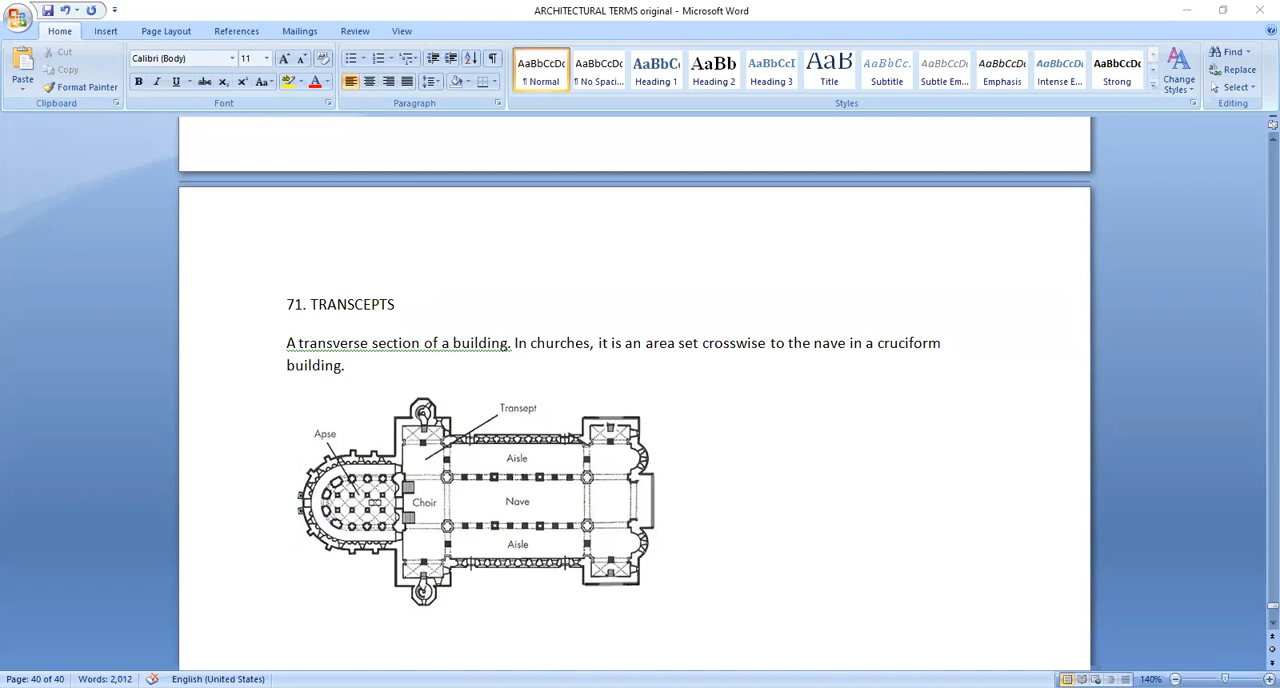 ARCHITECTURAL TERMS original - Microsoft Word
Home Insert Page Layout References Mailings Review View
Cut
Copy
Format Painter
Paste
Clipboard
Calibri (Body) 11
B I U abc x, x² Aa
Font
Paragraph
AaBbCcDc AaBbCcDc AaBbC AaBb AaBbCcI AaB AaBbCc. AaBbCcDc AaBbCcDc AaBbCcDc AaBbCcDc
¶ Normal ¶ No Spaci... Heading 1 Heading 2 Heading 3 Title Subtitle Subtle Em... Emphasis Intense E... Strong
Styles
Change
Styles
Find
Replace
Select
Editing
71. TRANSCEPTS
A transverse section of a building. In churches, it is an area set crosswise to the nave in a cruciform
building.
Transept
Apse
Aisle
Choir
Nave
Aisle
Page: 40 of 40 Words: 2,012 English (United States) 140%